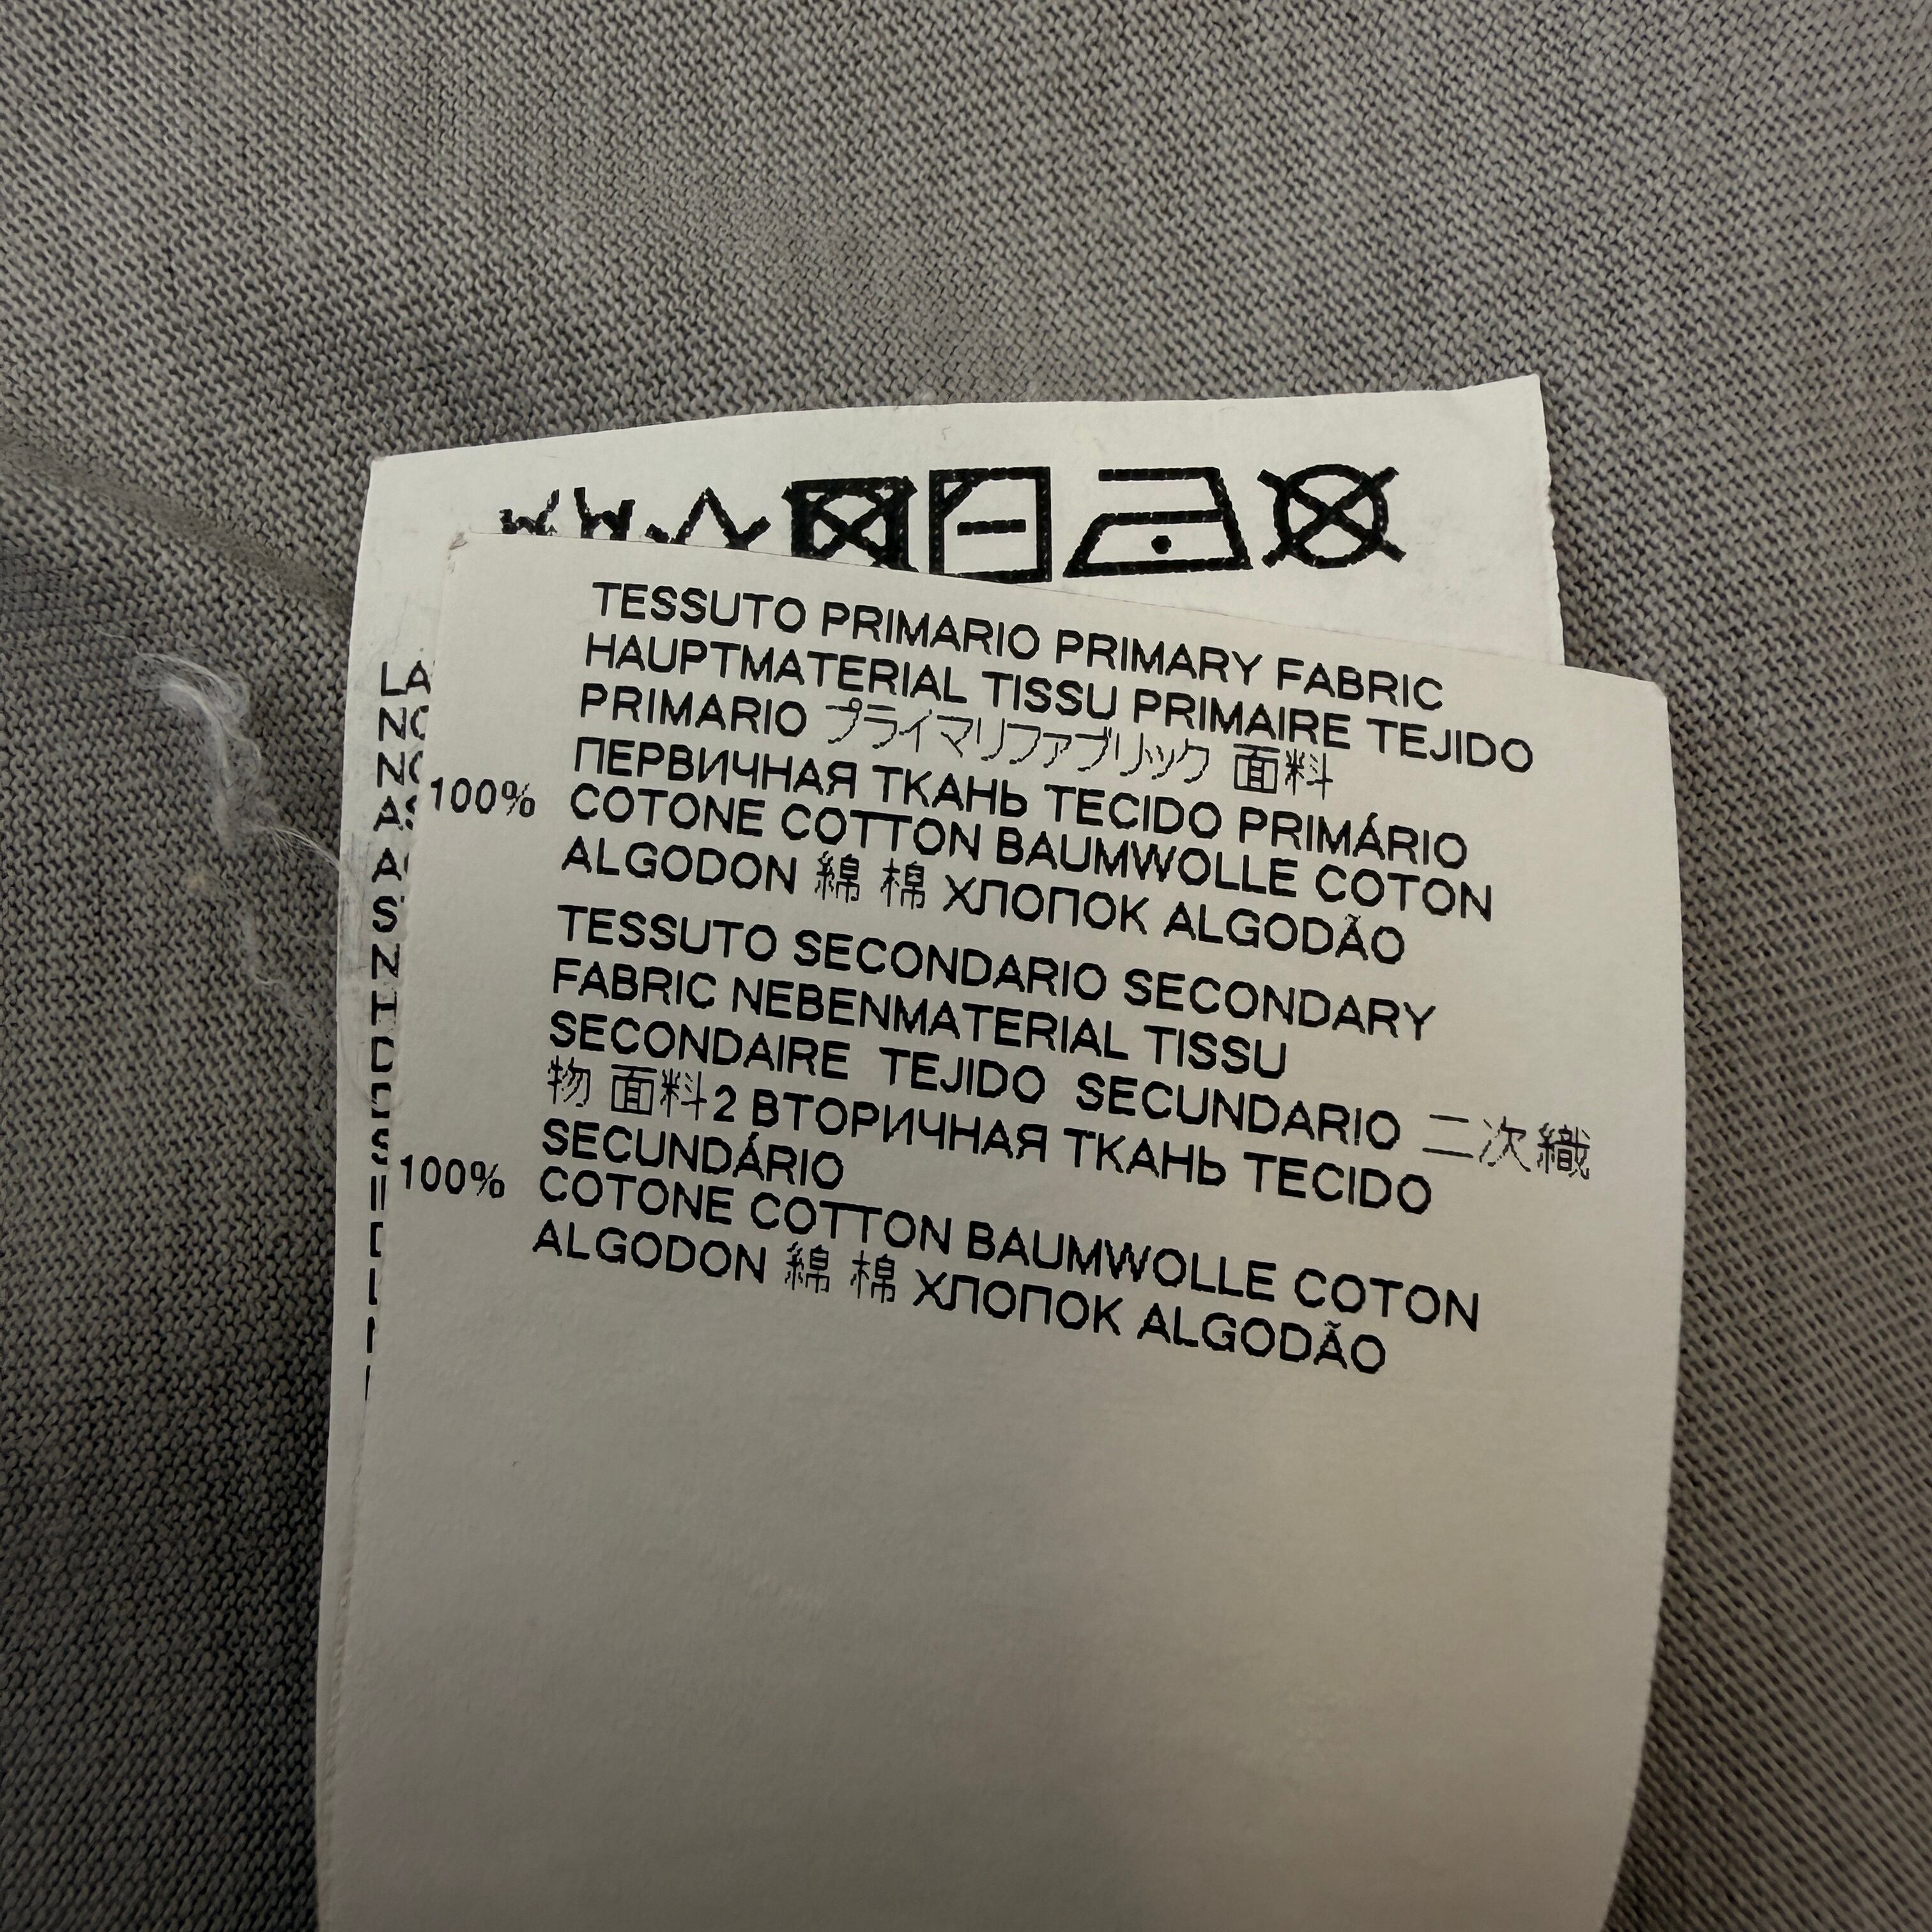 TESSUTO PRIMARIO PRIMARY FABRIC
HAUPTMATERIAL TISSU PRIMAIRE TEJIDO
PRIMARIO プライマリファブリック 面料
ПЕРВИЧНАЯ ТКАНЬ TECIDO PRIMÁRIO
100% COTONE COTTON BAUMWOLLE COTON
ALGODON 綿 棉 ХЛОПОК ALGODÃO
TESSUTO SECONDARIO SECONDARY
FABRIC NEBENMATERIAL TISSU
SECONDAIRE TEJIDO SECUNDARIO 二次織
物 面料2 ВТОРИЧНАЯ ТКАНЬ TECIDO
SECUNDÁRIO
100% COTONE COTTON BAUMWOLLE COTON
ALGODON 綿 棉 ХЛОПОК ALGODÃO